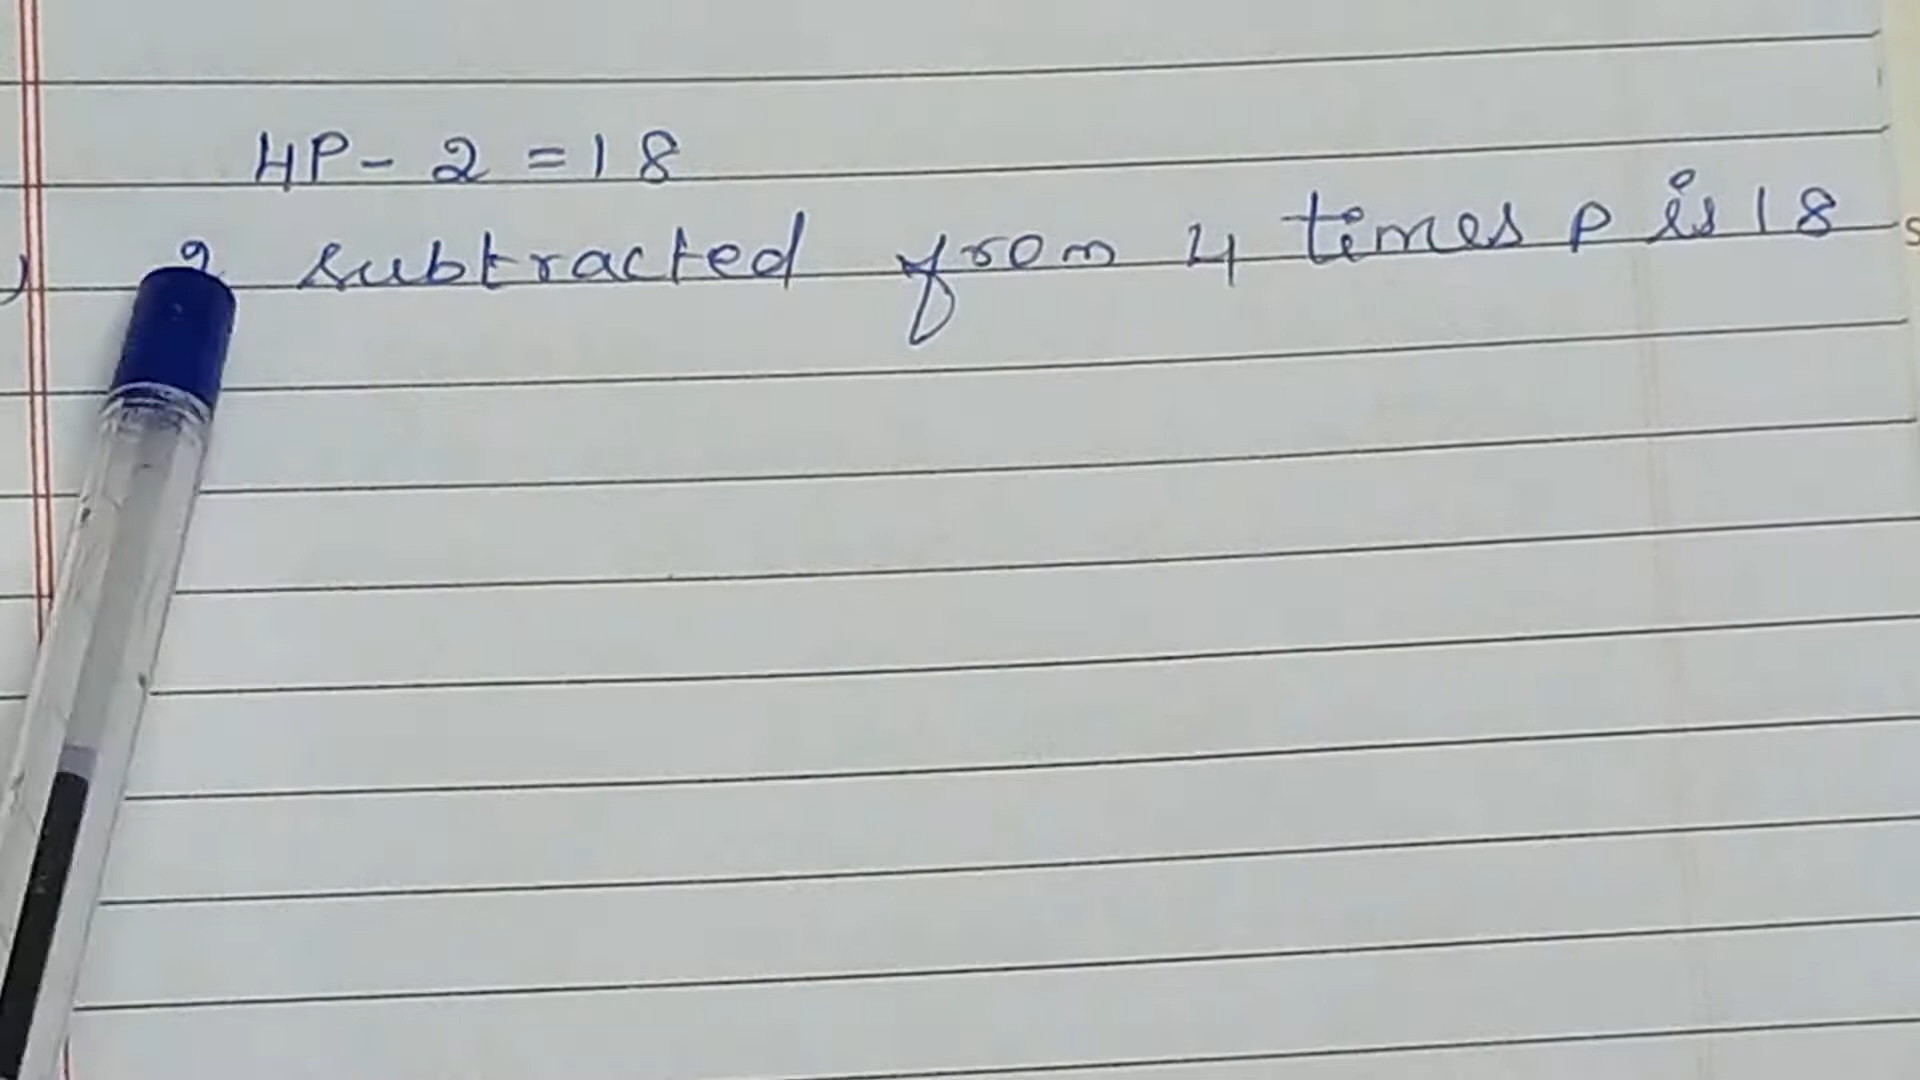 4P - 2 = 18
2 subtracted from 4 times p is 18